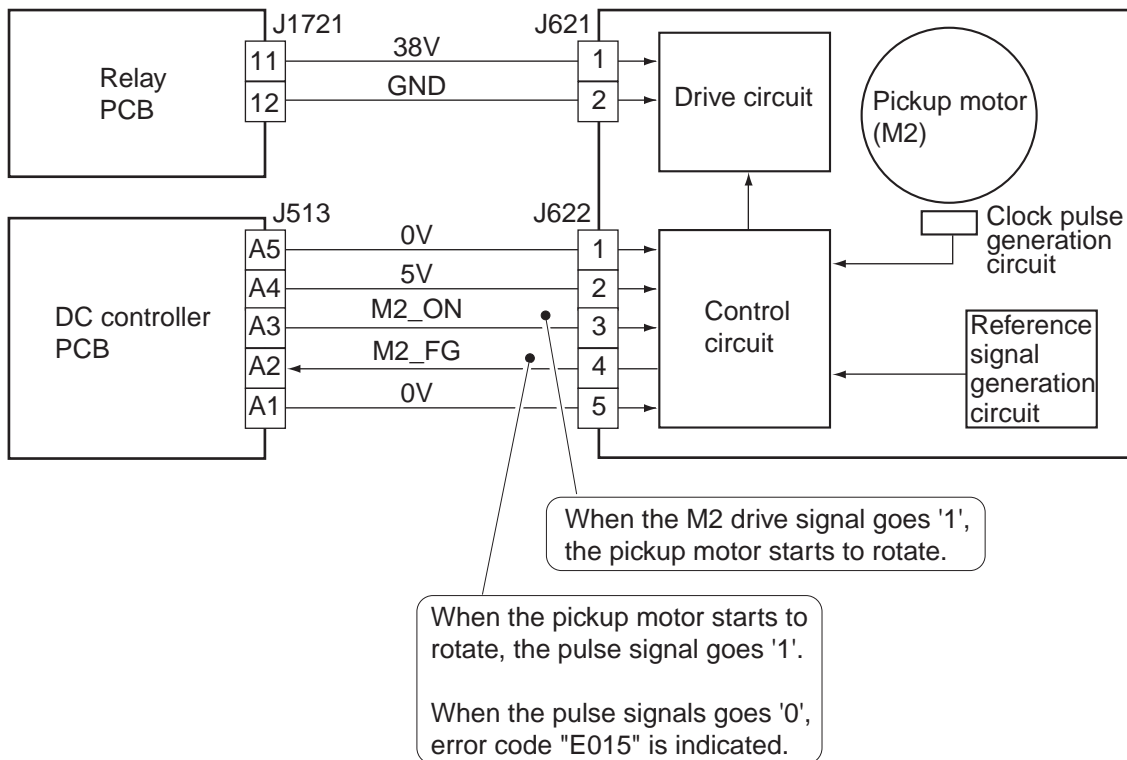 J1721
J621
Relay
PCB
11
38V
1
12
GND
2
Drive circuit
Pickup motor
(M2)
J513
J622
Clock pulse
generation
circuit
DC controller
PCB
A5
0V
1
A4
5V
2
A3
M2_ON
3
A2
M2_FG
4
A1
0V
5
Control
circuit
Reference
signal
generation
circuit
When the M2 drive signal goes '1',
the pickup motor starts to rotate.
When the pickup motor starts to
rotate, the pulse signal goes '1'.
When the pulse signals goes '0',
error code "E015" is indicated.